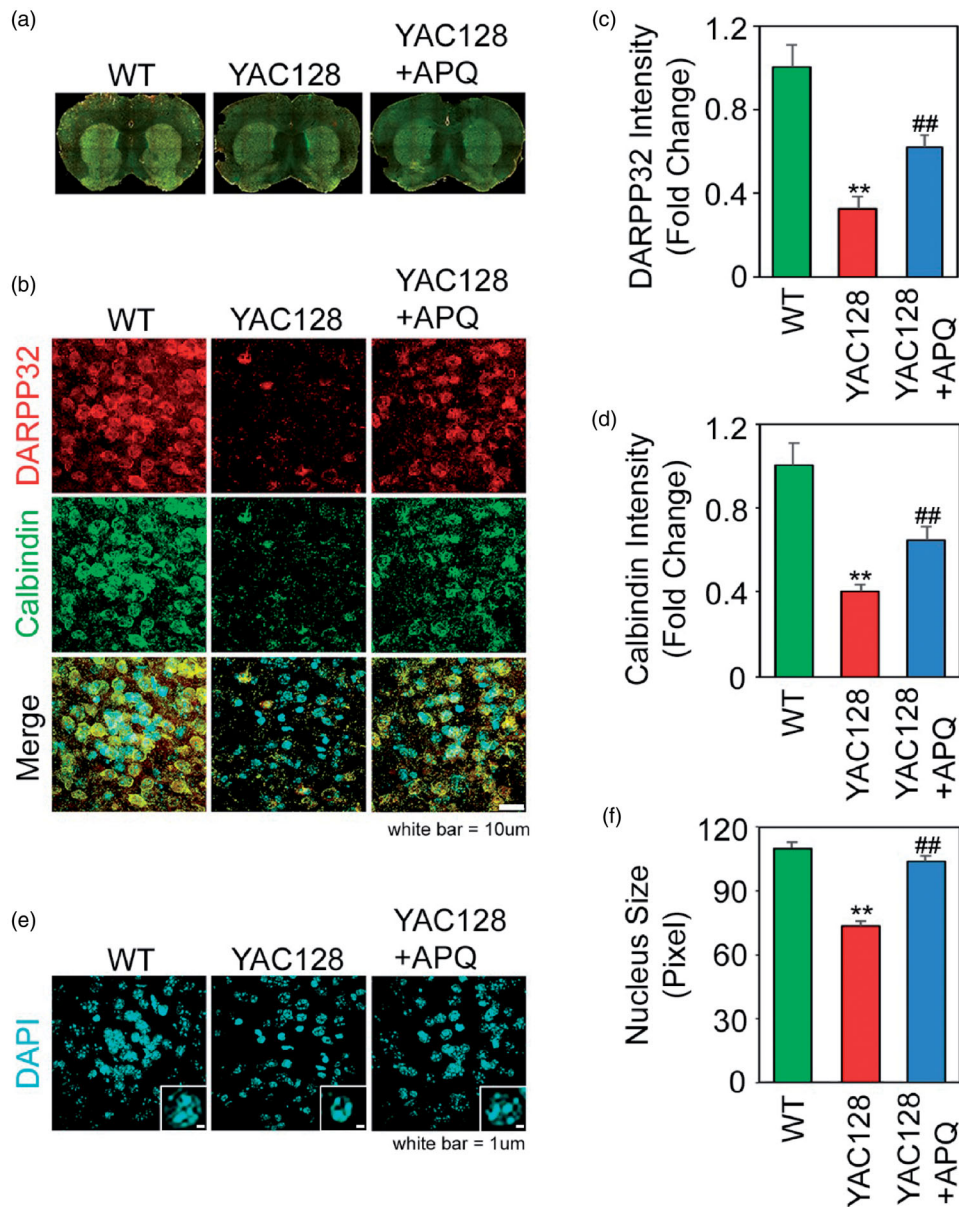 (a)
WT
YAC128
YAC128
+APQ
(b)
WT
YAC128
YAC128
+APQ
DARPP32
Calbindin
Merge
white bar = 10um
(e)
WT
YAC128
YAC128
+APQ
DAPI
white bar = 1um
(c)
DARPP32 Intensity
(Fold Change)
1.2
0.8
0.4
0
**
##
WT
YAC128
YAC128
+APQ
(d)
Calbindin Intensity
(Fold Change)
1.2
0.8
0.4
0
**
##
WT
YAC128
YAC128
+APQ
(f)
Nucleus Size
(Pixel)
120
90
60
30
0
**
##
WT
YAC128
YAC128
+APQ